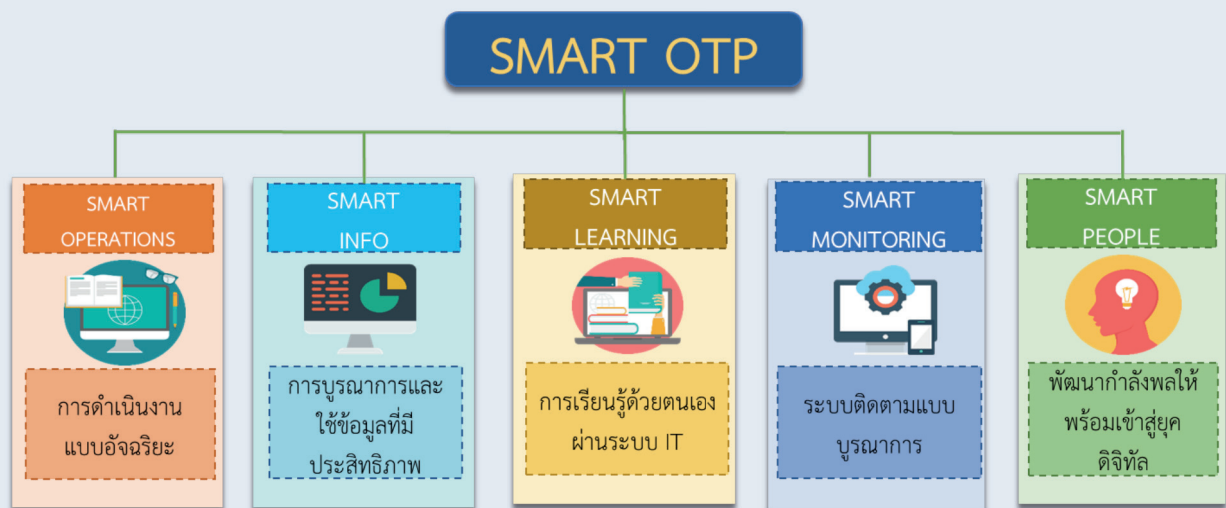 SMART OTP
SMART
OPERATIONS
การดำเนินงาน
แบบอัจฉริยะ
SMART
INFO
การบูรณาการและ
ใช้ข้อมูลที่มี
ประสิทธิภาพ
SMART
LEARNING
การเรียนรู้ด้วยตนเอง
ผ่านระบบ IT
SMART
MONITORING
ระบบติดตามแบบ
บูรณาการ
SMART
PEOPLE
พัฒนากำลังพลให้
พร้อมเข้าสู่ยุค
ดิจิทัล